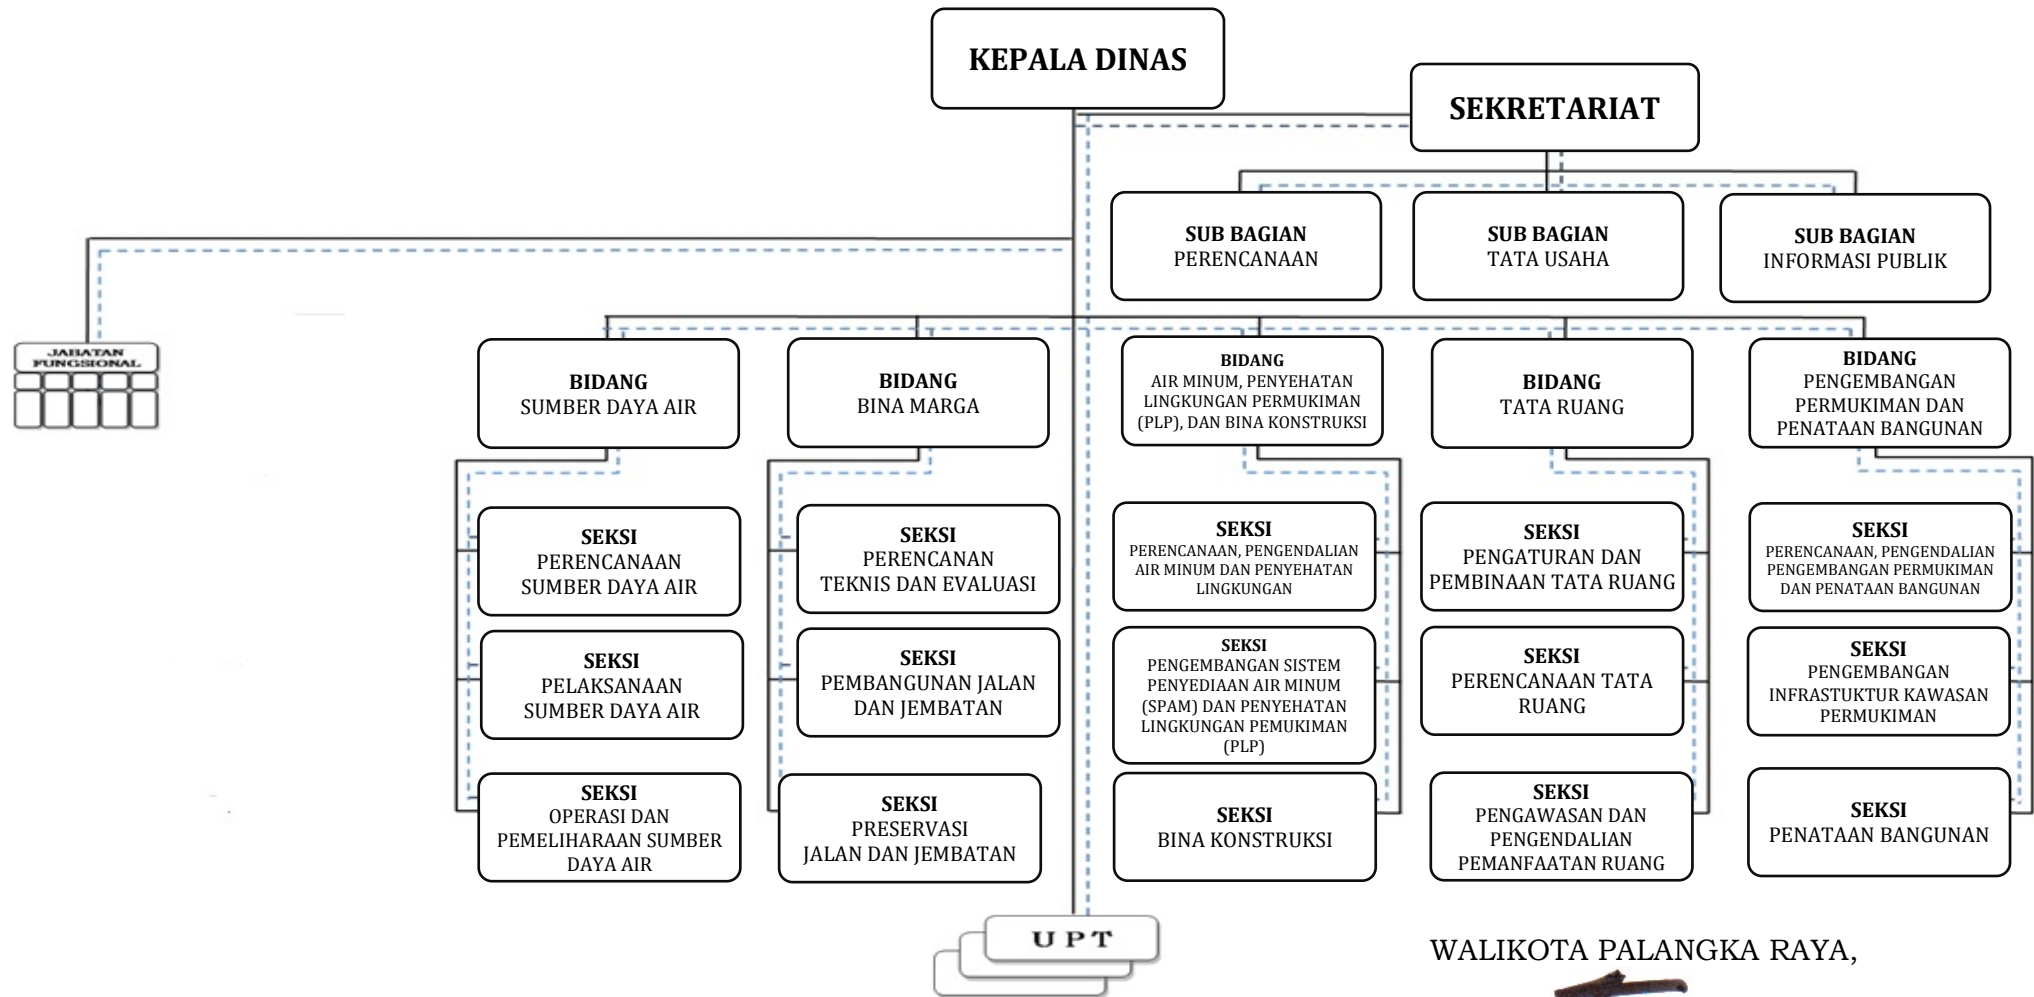 KEPALA DINAS
SEKRETARIAT
SUB BAGIAN
PERENCANAAN
SUB BAGIAN
TATA USAHA
SUB BAGIAN
INFORMASI PUBLIK
JABATAN
FUNGSIONAL
BIDANG
SUMBER DAYA AIR
BIDANG
BINA MARGA
BIDANG
AIR MINUM, PENYEHATAN
LINGKUNGAN PERMUKIMAN
(PLP), DAN BINA KONSTRUKSI
BIDANG
TATA RUANG
BIDANG
PENGEMBANGAN
PERMUKIMAN DAN
PENATAAN BANGUNAN
SEKSI
PERENCANAAN
SUMBER DAYA AIR
SEKSI
PERENCANAN
TEKNIS DAN EVALUASI
SEKSI
PERENCANAAN, PENGENDALIAN
AIR MINUM DAN PENYEHATAN
LINGKUNGAN
SEKSI
PENGATURAN DAN
PEMBINAAN TATA RUANG
SEKSI
PERENCANAAN, PENGENDALIAN
PENGEMBANGAN PERMUKIMAN
DAN PENATAAN BANGUNAN
SEKSI
PELAKSANAAN
SUMBER DAYA AIR
SEKSI
PEMBANGUNAN JALAN
DAN JEMBATAN
SEKSI
PENGEMBANGAN SISTEM
PENYEDIAAN AIR MINUM
(SPAM) DAN PENYEHATAN
LINGKUNGAN PEMUKIMAN
(PLP)
SEKSI
PERENCANAAN TATA
RUANG
SEKSI
PENGEMBANGAN
INFRASTUKTUR KAWASAN
PERMUKIMAN
SEKSI
OPERASI DAN
PEMELIHARAAN SUMBER
DAYA AIR
SEKSI
PRESERVASI
JALAN DAN JEMBATAN
SEKSI
BINA KONSTRUKSI
SEKSI
PENGAWASAN DAN
PENGENDALIAN
PEMANFAATAN RUANG
SEKSI
PENATAAN BANGUNAN
U P T
WALIKOTA PALANGKA RAYA,